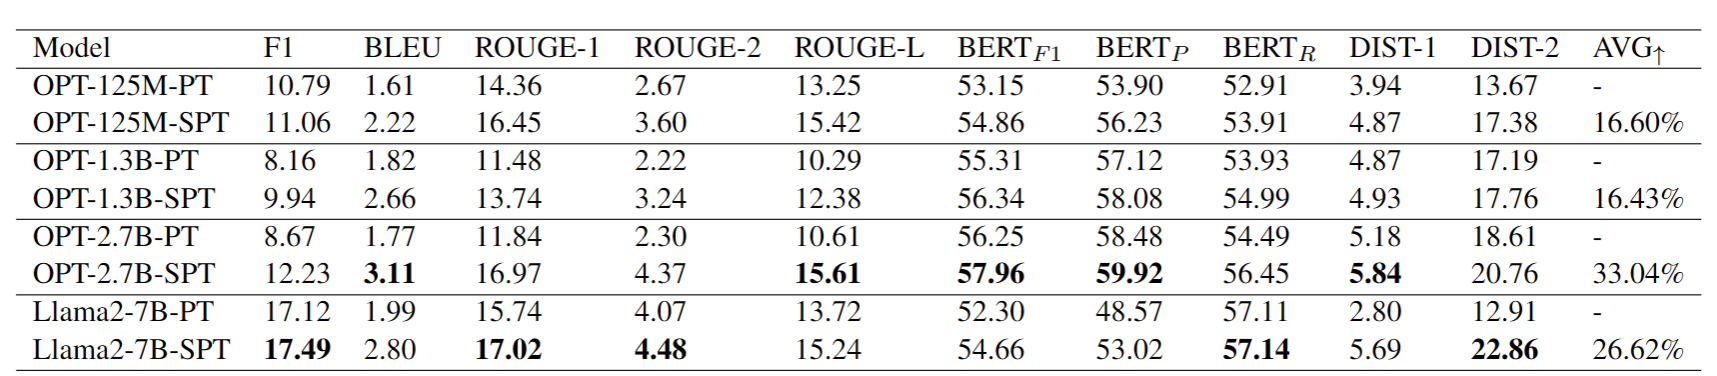 Model F1 BLEU ROUGE-1 ROUGE-2 ROUGE-L BERT_F1 BERT_P BERT_R DIST-1 DIST-2 AVG↑
OPT-125M-PT 10.79 1.61 14.36 2.67 13.25 53.15 53.90 52.91 3.94 13.67 -
OPT-125M-SPT 11.06 2.22 16.45 3.60 15.42 54.86 56.23 53.91 4.87 17.38 16.60%
OPT-1.3B-PT 8.16 1.82 11.48 2.22 10.29 55.31 57.12 53.93 4.87 17.19 -
OPT-1.3B-SPT 9.94 2.66 13.74 3.24 12.38 56.34 58.08 54.99 4.93 17.76 16.43%
OPT-2.7B-PT 8.67 1.77 11.84 2.30 10.61 56.25 58.48 54.49 5.18 18.61 -
OPT-2.7B-SPT 12.23 3.11 16.97 4.37 15.61 57.96 59.92 56.45 5.84 20.76 33.04%
Llama2-7B-PT 17.12 1.99 15.74 4.07 13.72 52.30 48.57 57.11 2.80 12.91 -
Llama2-7B-SPT 17.49 2.80 17.02 4.48 15.24 54.66 53.02 57.14 5.69 22.86 26.62%